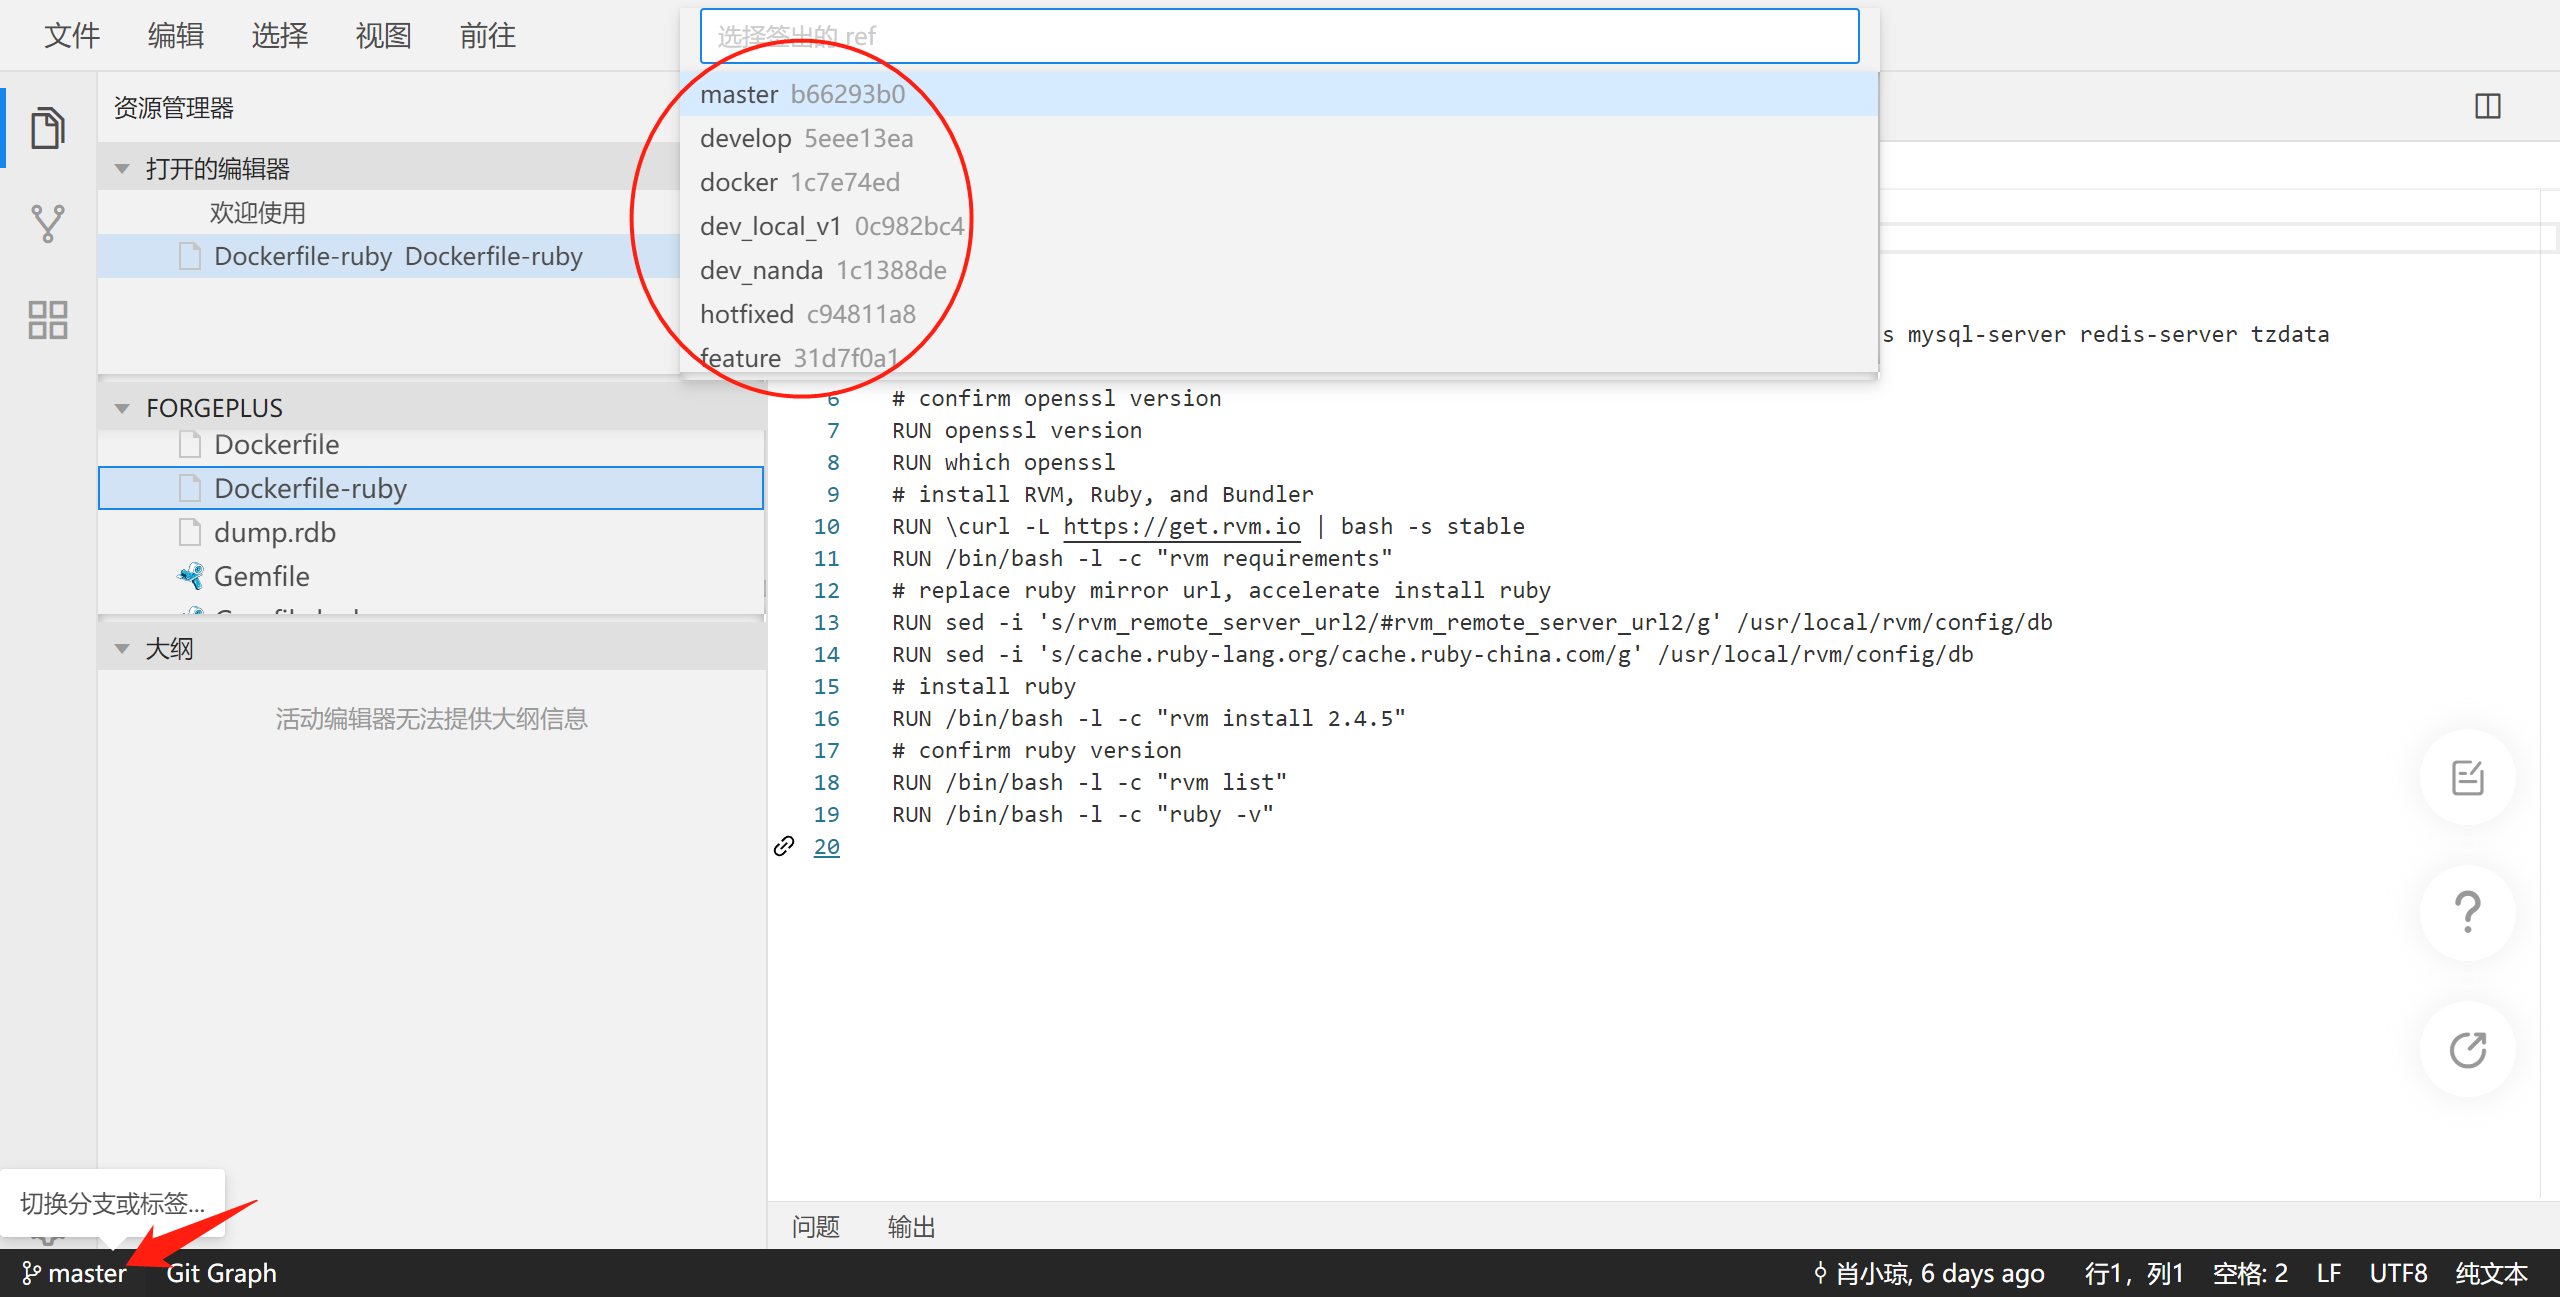 文件 编辑 选择 视图 前往
选择签出的 ref
master b66293b0
develop 5eee13ea
docker 1c7e74ed
dev_local_v1 0c982bc4
dev_nanda 1c1388de
hotfixed c94811a8
feature 31d7f0a1
资源管理器
打开的编辑器
欢迎使用
Dockerfile-ruby Dockerfile-ruby
FORGEPLUS
Dockerfile
Dockerfile-ruby
dump.rdb
Gemfile
大纲
活动编辑器无法提供大纲信息
s mysql-server redis-server tzdata
6 # confirm openssl version
7 RUN openssl version
8 RUN which openssl
9 # install RVM, Ruby, and Bundler
10 RUN \curl -L https://get.rvm.io | bash -s stable
11 RUN /bin/bash -l -c "rvm requirements"
12 # replace ruby mirror url, accelerate install ruby
13 RUN sed -i 's/rvm_remote_server_url2/#rvm_remote_server_url2/g' /usr/local/rvm/config/db
14 RUN sed -i 's/cache.ruby-lang.org/cache.ruby-china.com/g' /usr/local/rvm/config/db
15 # install ruby
16 RUN /bin/bash -l -c "rvm install 2.4.5"
17 # confirm ruby version
18 RUN /bin/bash -l -c "rvm list"
19 RUN /bin/bash -l -c "ruby -v"
20
切换分支或标签...
问题 输出
master Git Graph 肖小琼, 6 days ago 行1，列1 空格: 2 LF UTF8 纯文本